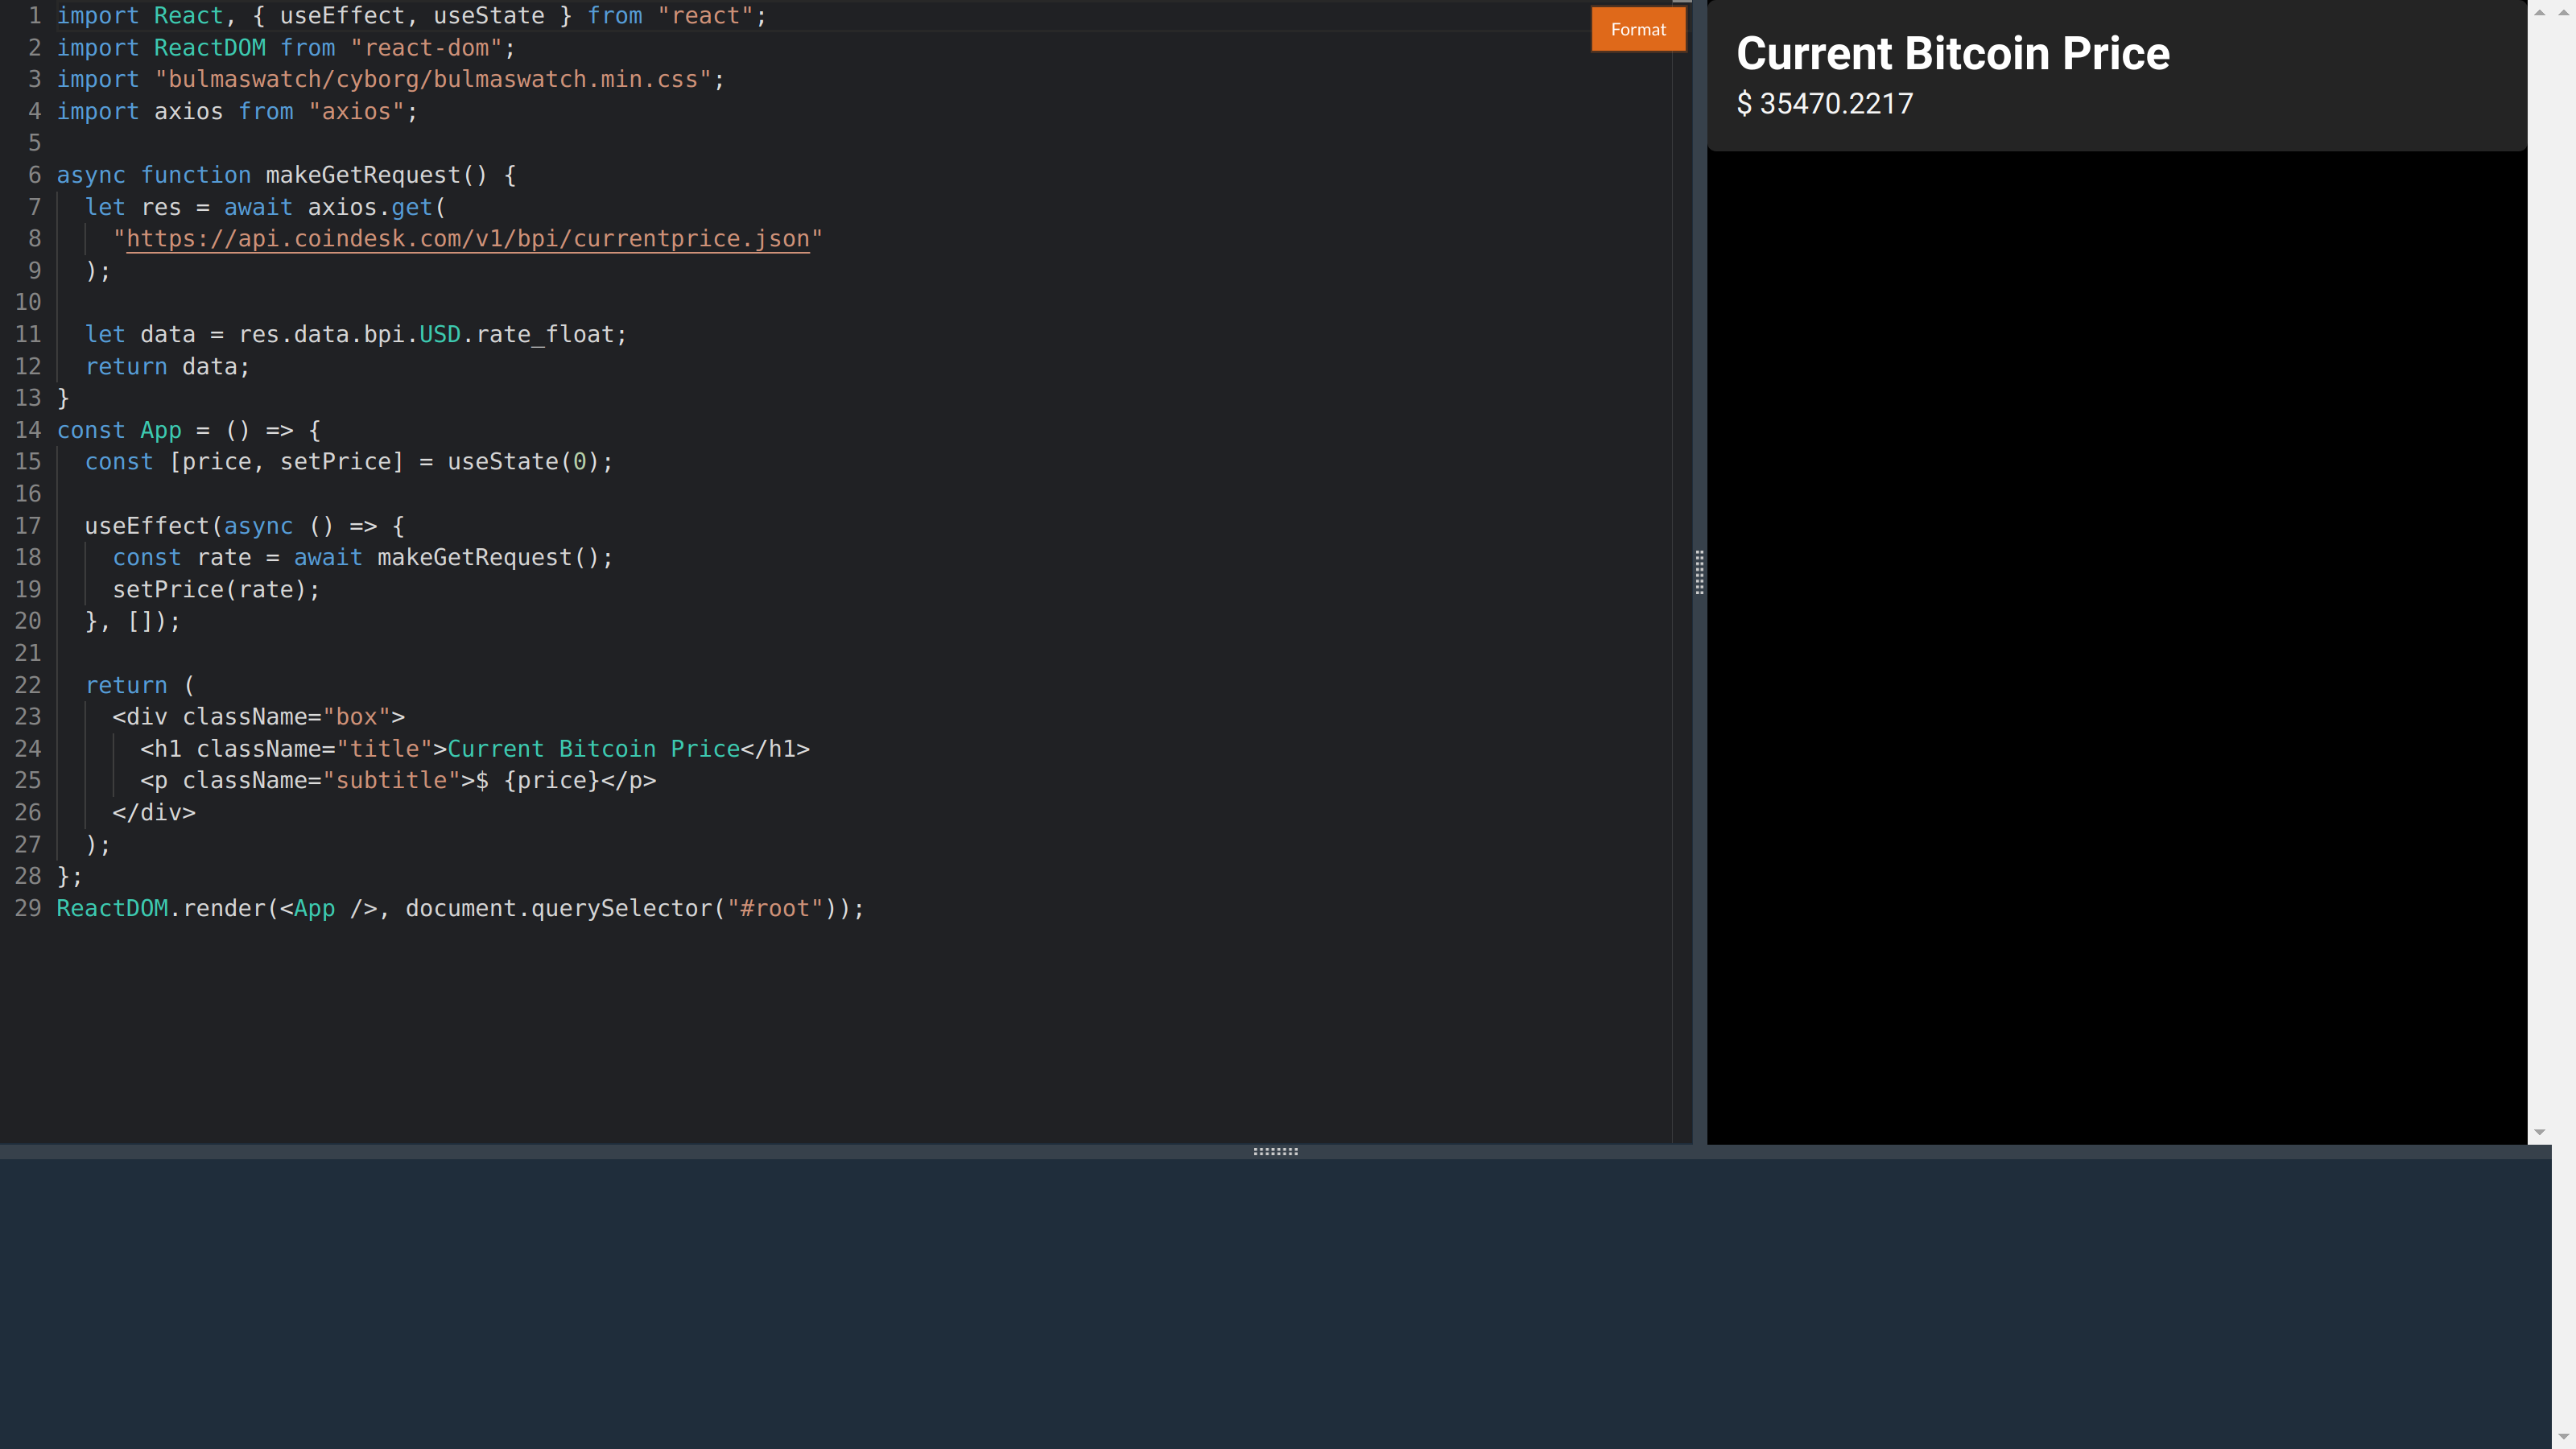 1 import React, { useEffect, useState } from "react";
2 import ReactDOM from "react-dom";
3 import "bulmaswatch/cyborg/bulmaswatch.min.css";
4 import axios from "axios";
5
6 async function makeGetRequest() {
7   let res = await axios.get(
8     "https://api.coindesk.com/v1/bpi/currentprice.json"
9   );
10
11   let data = res.data.bpi.USD.rate_float;
12   return data;
13 }
14 const App = () => {
15   const [price, setPrice] = useState(0);
16
17   useEffect(async () => {
18     const rate = await makeGetRequest();
19     setPrice(rate);
20   }, []);
21
22   return (
23     <div className="box">
24       <h1 className="title">Current Bitcoin Price</h1>
25       <p className="subtitle">$ {price}</p>
26     </div>
27   );
28 };
29 ReactDOM.render(<App />, document.querySelector("#root"));
Format
Current Bitcoin Price
$ 35470.2217